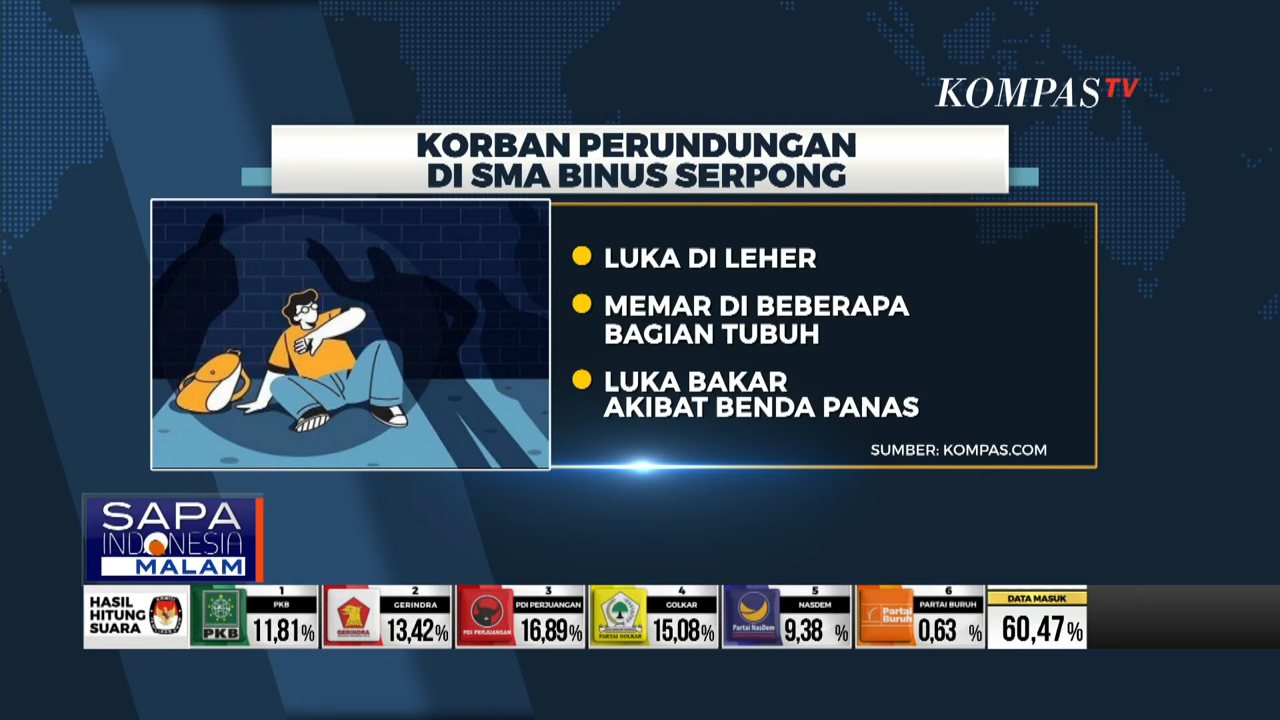 KOMPASTV
KORBAN PERUNDUNGAN
DI SMA BINUS SERPONG
LUKA DI LEHER
MEMAR DI BEBERAPA
BAGIAN TUBUH
LUKA BAKAR
AKIBAT BENDA PANAS
SUMBER: KOMPAS.COM
SAPA
INDONESIA
MALAM
HASIL
HITUNG
SUARA
PKB
1
PKB
11,81%
GERINDRA
2
GERINDRA
13,42%
PDI PERJUANGAN
3
PDI PERJUANGAN
16,89%
PARTAI GOLKAR
4
GOLKAR
15,08%
Partai NasDem
5
NASDEM
9,38 %
Partai
Buruh
6
PARTAI BURUH
0,63 %
DATA MASUK
60,47%